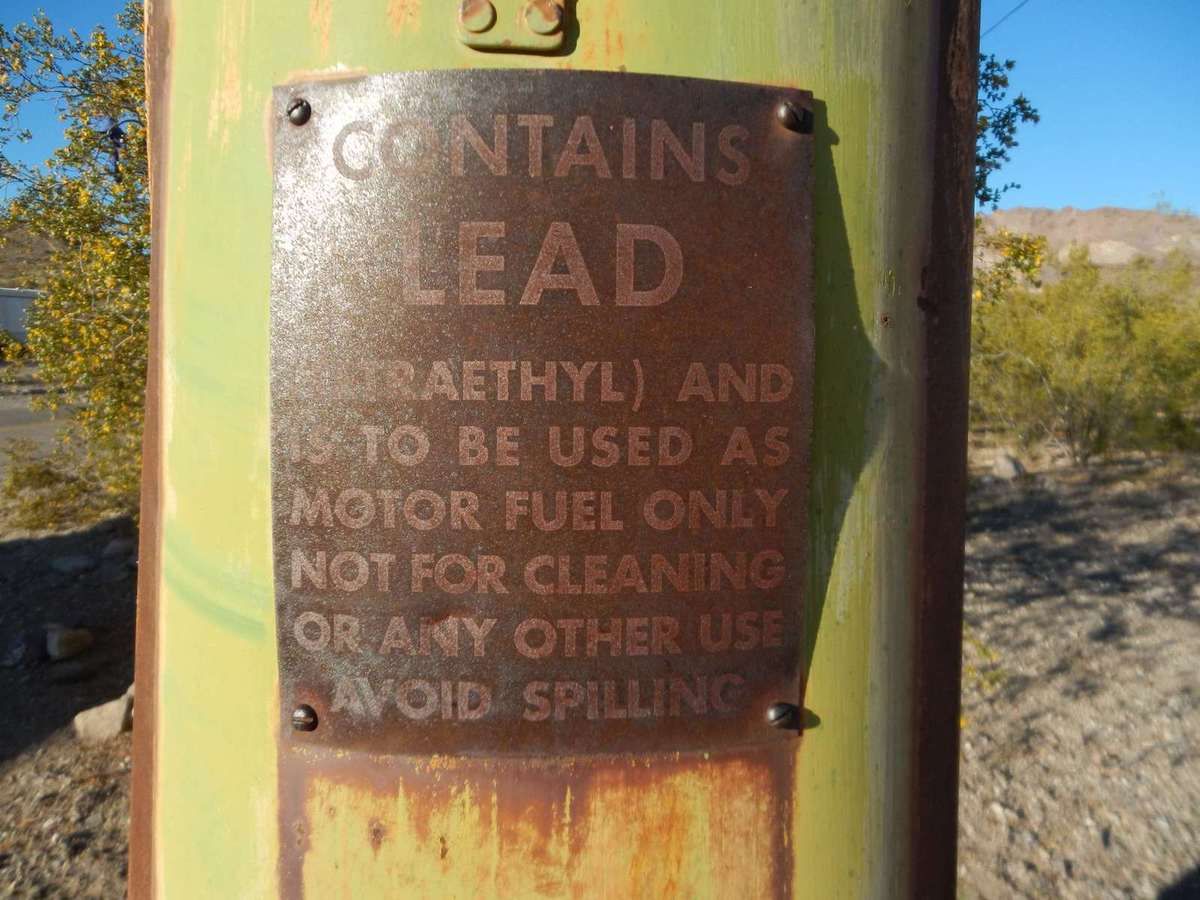 CONTAINS
LEAD
(TETRAETHYL) AND
IS TO BE USED AS
MOTOR FUEL ONLY
NOT FOR CLEANING
OR ANY OTHER USE
AVOID SPILLING